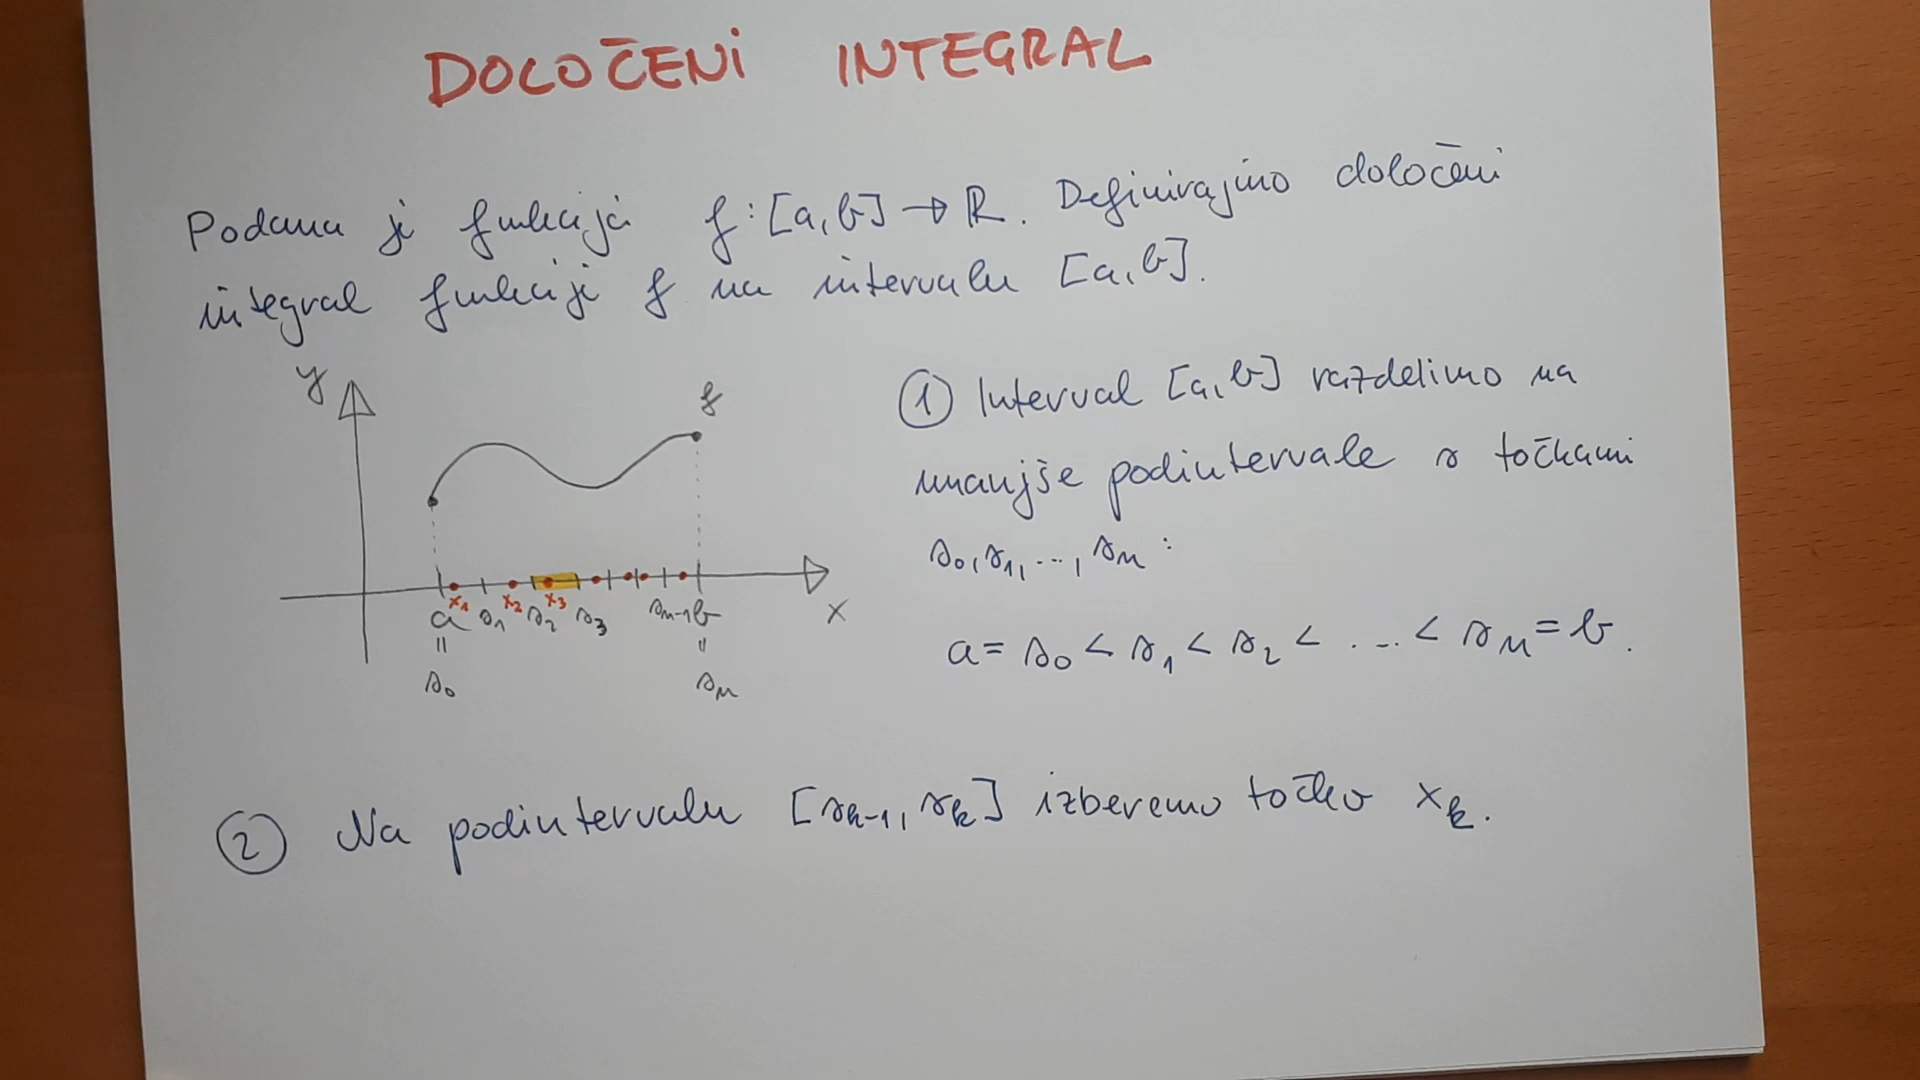 DOLOČENI INTEGRAL
Podana je funkcija f: [a,b] → ℝ. Definirajmo določeni
integral funkcije f na intervalu [a,b].
y
f
① Interval [a,b] razdelimo na
manjše podintervale s točkami
s₀, s₁, ..., sₙ :
x₁ x₂ x₃
a s₁ s₂ s₃ sₙ₋₁ b x
= =
s₀ sₙ
a = s₀ < s₁ < s₂ < ... < sₙ = b.
② Na podintervalu [sₖ₋₁, sₖ] izberemo točko xₖ.